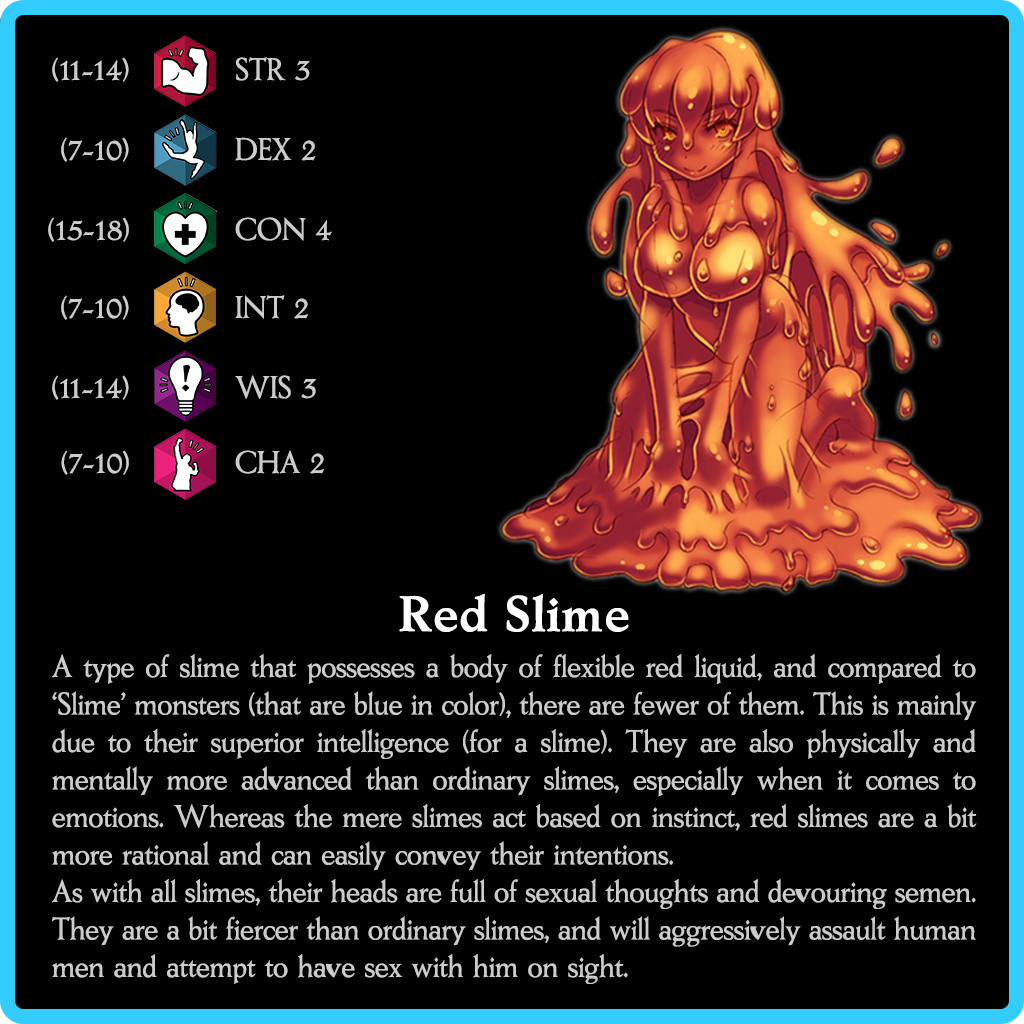 (11-14) STR 3
(7-10) DEX 2
(15-18) CON 4
(7-10) INT 2
(11-14) WIS 3
(7-10) CHA 2
Red Slime
A type of slime that possesses a body of flexible red liquid, and compared to
‘Slime’ monsters (that are blue in color), there are fewer of them. This is mainly
due to their superior intelligence (for a slime). They are also physically and
mentally more advanced than ordinary slimes, especially when it comes to
emotions. Whereas the mere slimes act based on instinct, red slimes are a bit
more rational and can easily convey their intentions.
As with all slimes, their heads are full of sexual thoughts and devouring semen.
They are a bit fiercer than ordinary slimes, and will aggressively assault human
men and attempt to have sex with him on sight.